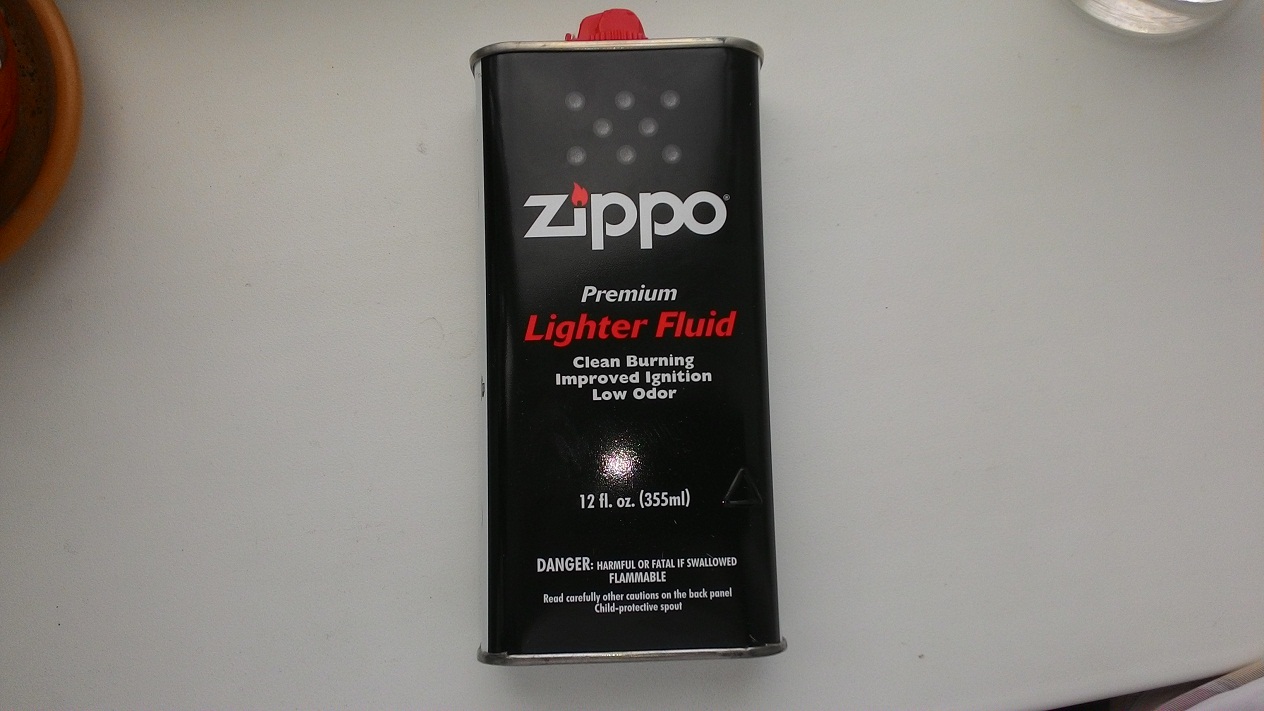 zippo®
Premium
Lighter Fluid
Clean Burning
Improved Ignition
Low Odor
12 fl. oz. (355ml)
DANGER: HARMFUL OR FATAL IF SWALLOWED
FLAMMABLE
Read carefully other cautions on the back panel
Child-protective spout